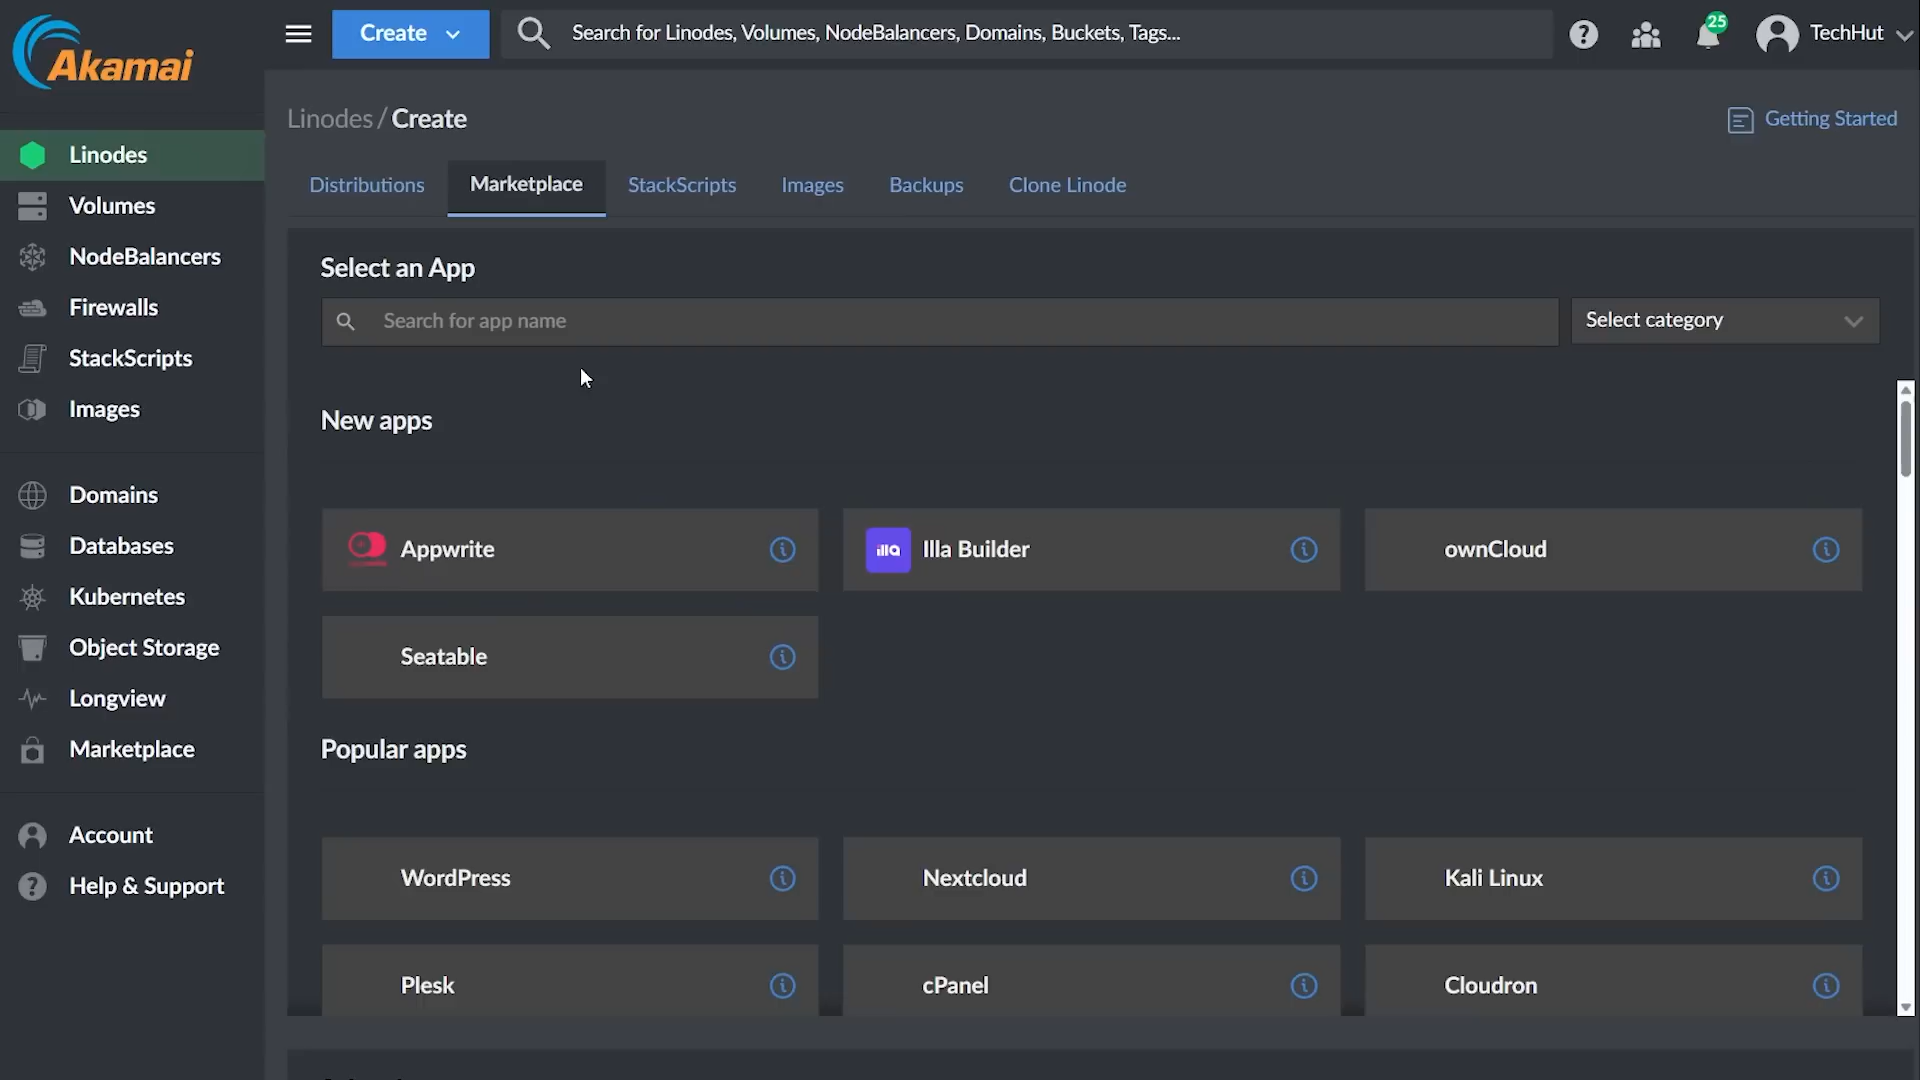 Akamai
Create
Search for Linodes, Volumes, NodeBalancers, Domains, Buckets, Tags...
25
TechHut
Linodes
Volumes
NodeBalancers
Firewalls
StackScripts
Images
Domains
Databases
Kubernetes
Object Storage
Longview
Marketplace
Account
Help & Support
Linodes / Create
Getting Started
Distributions
Marketplace
StackScripts
Images
Backups
Clone Linode
Select an App
Search for app name
Select category
New apps
Appwrite
illa
Illa Builder
ownCloud
Seatable
Popular apps
WordPress
Nextcloud
Kali Linux
Plesk
cPanel
Cloudron